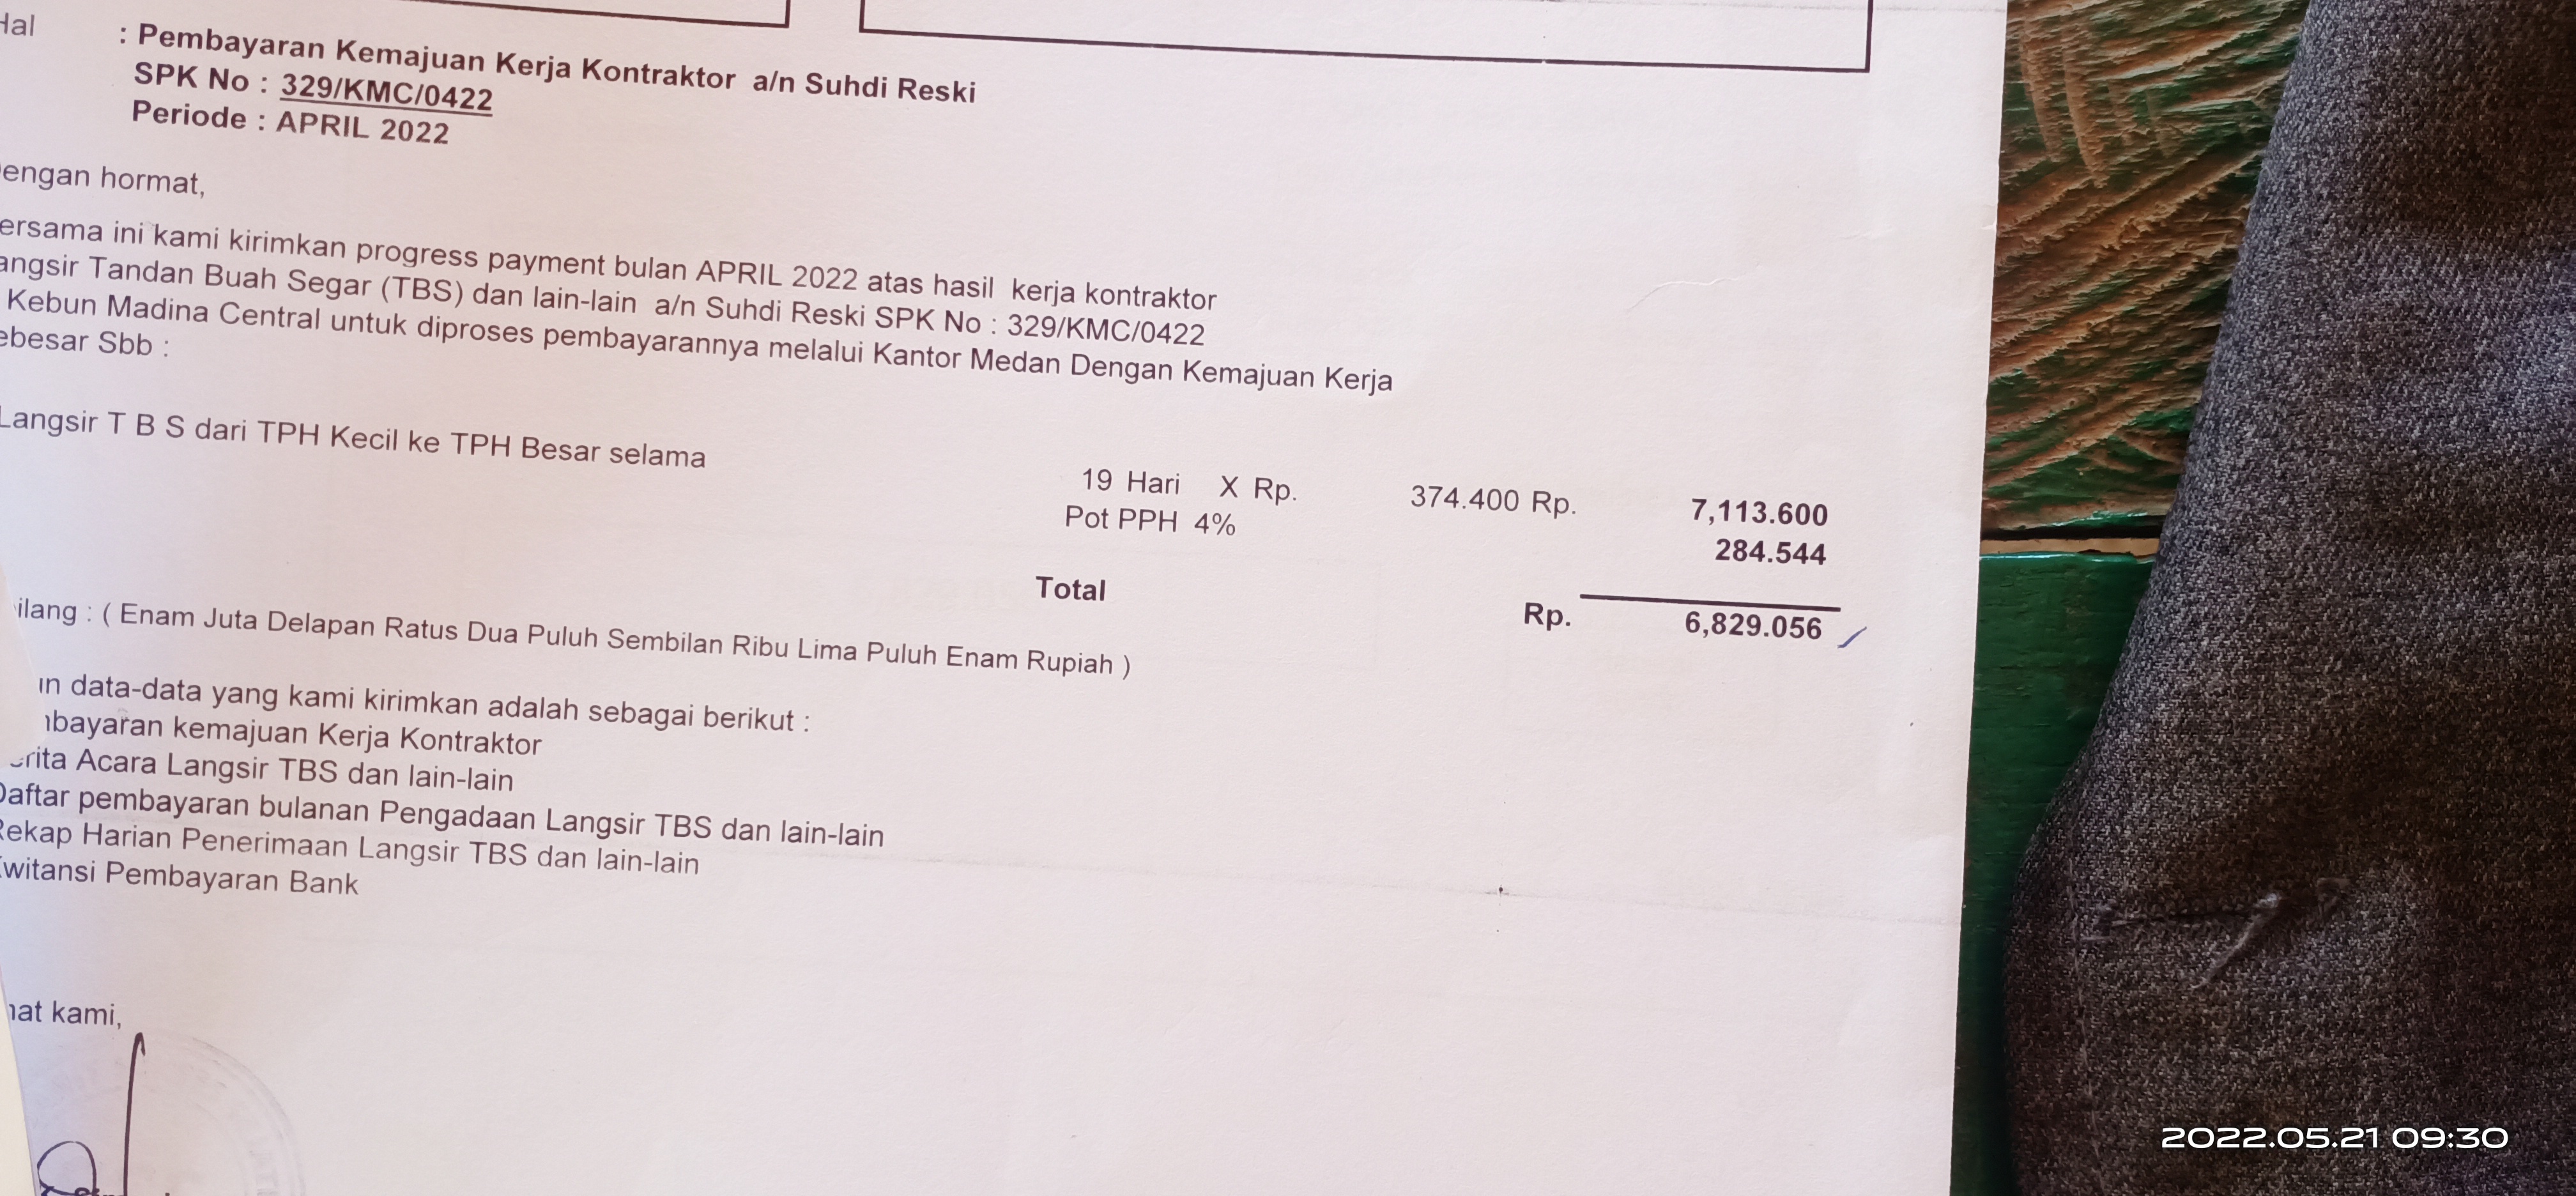 Hal : Pembayaran Kemajuan Kerja Kontraktor a/n Suhdi Reski
SPK No : 329/KMC/0422
Periode : APRIL 2022
engan hormat,
ersama ini kami kirimkan progress payment bulan APRIL 2022 atas hasil kerja kontraktor
angsir Tandan Buah Segar (TBS) dan lain-lain a/n Suhdi Reski SPK No : 329/KMC/0422
Kebun Madina Central untuk diproses pembayarannya melalui Kantor Medan Dengan Kemajuan Kerja
ebesar Sbb :
Langsir T B S dari TPH Kecil ke TPH Besar selama
19 Hari X Rp. 374.400 Rp. 7,113.600
Pot PPH 4% 284.544
Total Rp. 6,829.056
ilang : ( Enam Juta Delapan Ratus Dua Puluh Sembilan Ribu Lima Puluh Enam Rupiah )
un data-data yang kami kirimkan adalah sebagai berikut :
bayaran kemajuan Kerja Kontraktor
rita Acara Langsir TBS dan lain-lain
Daftar pembayaran bulanan Pengadaan Langsir TBS dan lain-lain
Rekap Harian Penerimaan Langsir TBS dan lain-lain
witansi Pembayaran Bank
at kami,
2022.05.21 09:30